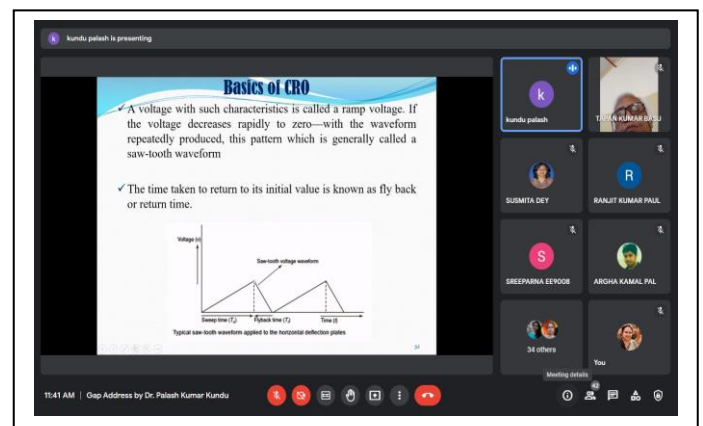 k kundu palash is presenting
Basics of CRO
✓ A voltage with such characteristics is called a ramp voltage. If
the voltage decreases rapidly to zero—with the waveform
repeatedly produced, this pattern which is generally called a
saw-tooth waveform
✓ The time taken to return to its initial value is known as fly back
or return time.
Voltage (v)
Saw-tooth voltage waveform
Sweep time (Ts)
Flyback time (Tr)
Time (t)
Typical saw-tooth waveform applied to the horizontal deflection plates
34
k
kundu palash
TAPAN KUMAR BASU
SUSMITA DEY
R
RANJIT KUMAR PAUL
S
SREEPARNA EE9008
ARGHA KAMAL PAL
34 others
You
Meeting details
11:41 AM | Gap Address by Dr. Palash Kumar Kundu
42